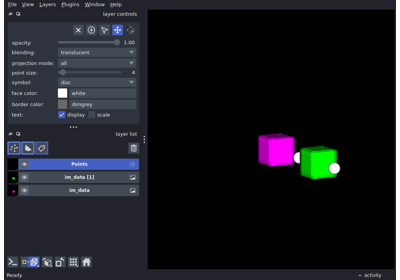 File View Layers Plugins Window Help
layer controls
opacity: 1.00
blending: translucent
projection mode: all
point size: 4
symbol: disc
face color: white
border color: dimgrey
text: display scale
layer list
Points
im_data [1]
im_data
Ready activity